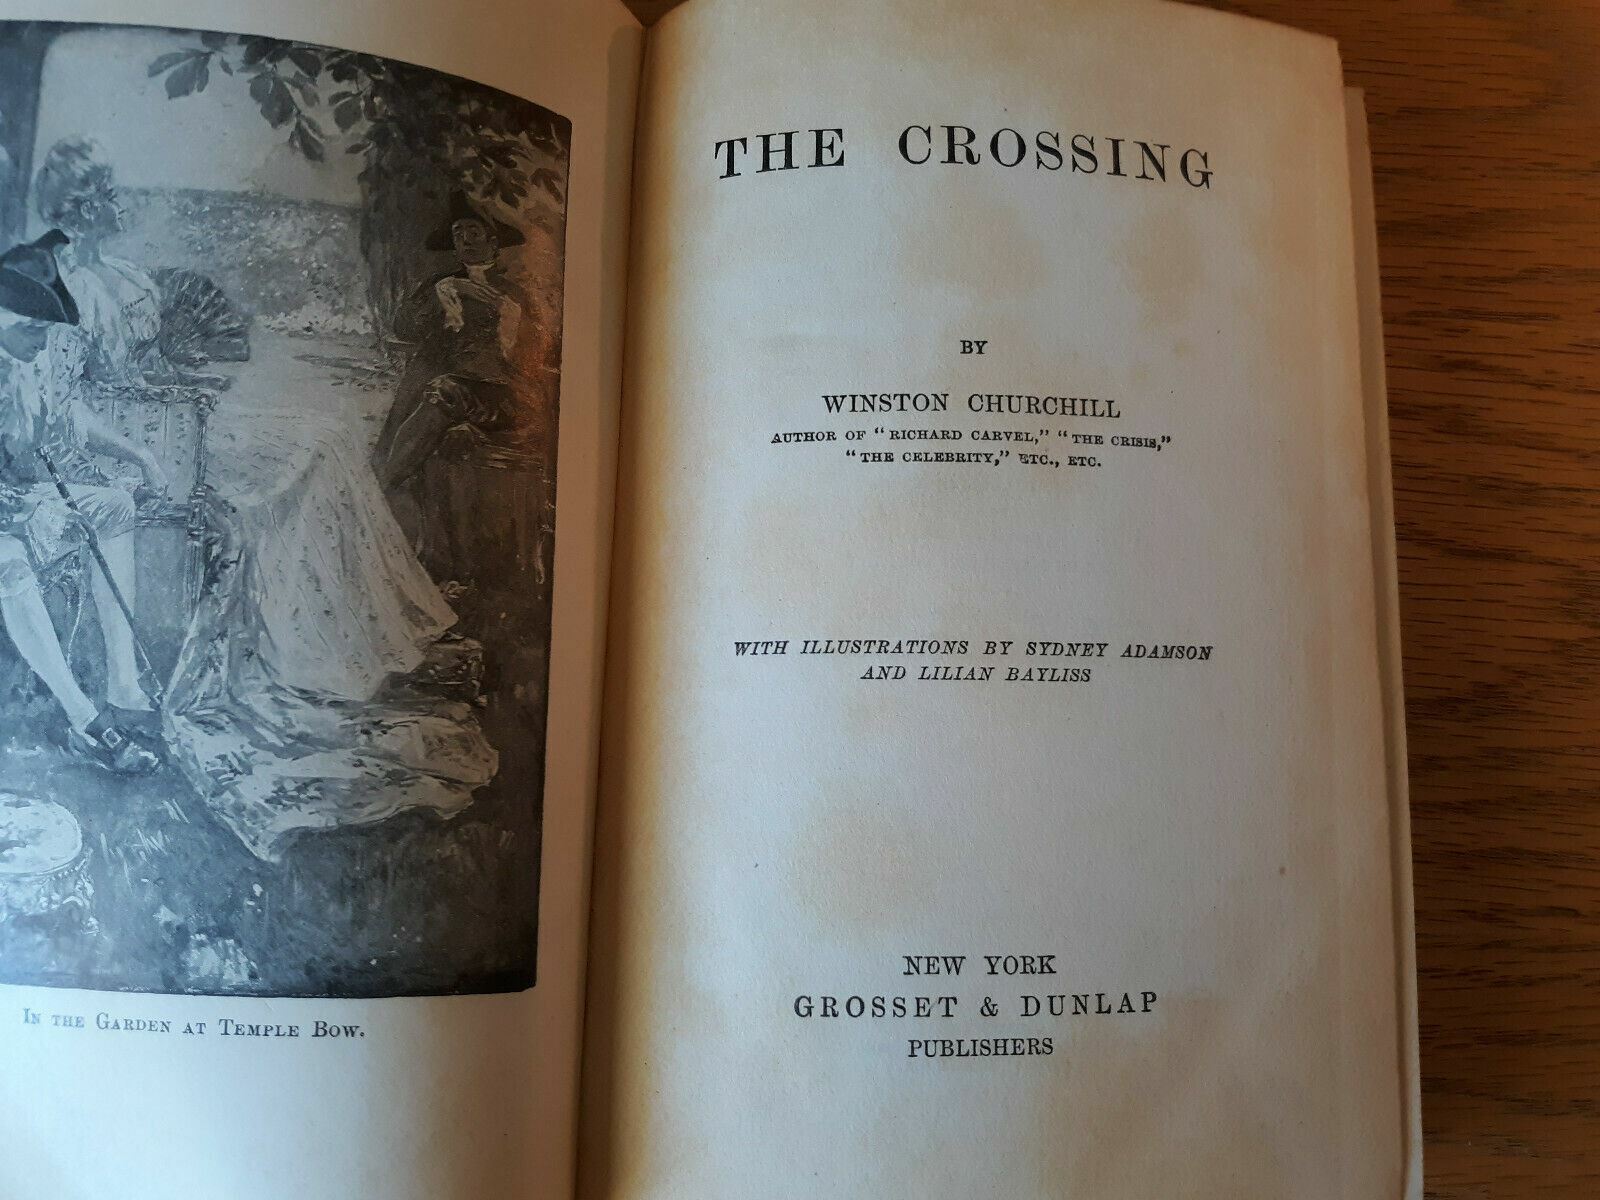 IN THE GARDEN AT TEMPLE BOW.
THE CROSSING
BY
WINSTON CHURCHILL
AUTHOR OF "RICHARD CARVEL," "THE CRISIS,"
"THE CELEBRITY," ETC., ETC.
WITH ILLUSTRATIONS BY SYDNEY ADAMSON
AND LILIAN BAYLISS
NEW YORK
GROSSET & DUNLAP
PUBLISHERS